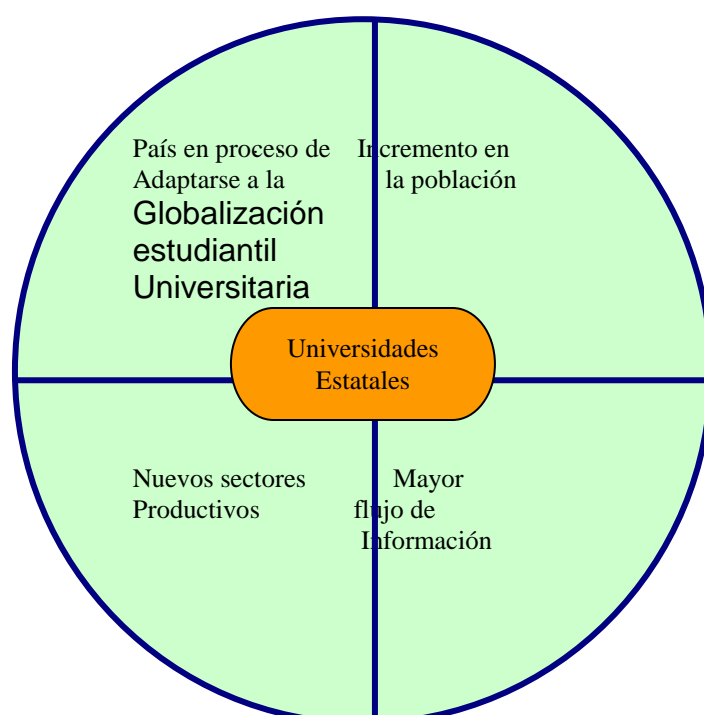 País en proceso de
Adaptarse a la
Globalización
estudiantil
Universitaria
Incremento en
la población
Universidades
Estatales
Nuevos sectores
Productivos
Mayor
flujo de
Información